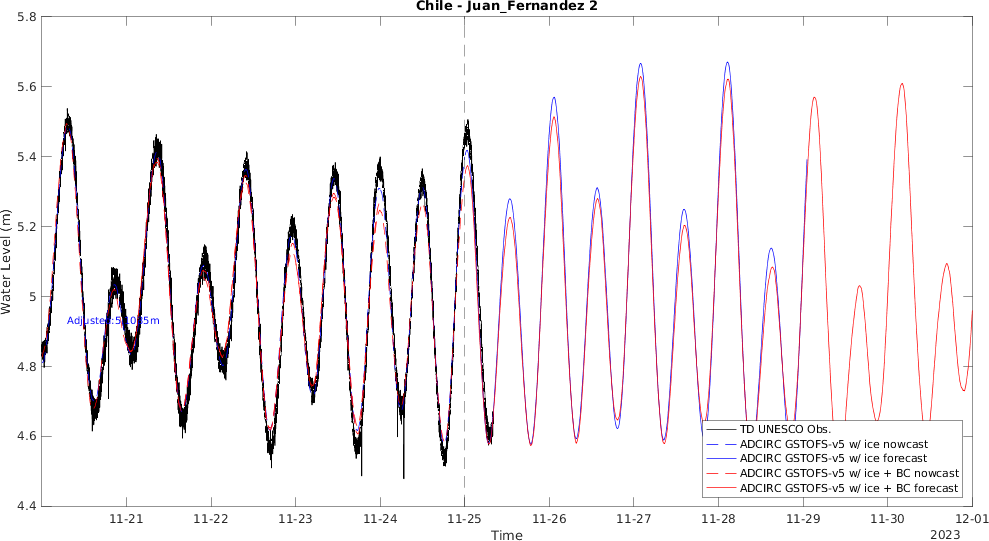 Chile - Juan_Fernandez 2
5.8
5.6
5.4
5.2
5
4.8
4.6
4.4
Water Level (m)
TD UNESCO Obs.
ADCIRC GSTOFS-v5 w/ ice nowcast
ADCIRC GSTOFS-v5 w/ ice forecast
ADCIRC GSTOFS-v5 w/ ice + BC nowcast
ADCIRC GSTOFS-v5 w/ ice + BC forecast
11-21 11-22 11-23 11-24 11-25 11-26 11-27 11-28 11-29 11-30 12-01
Time
2023